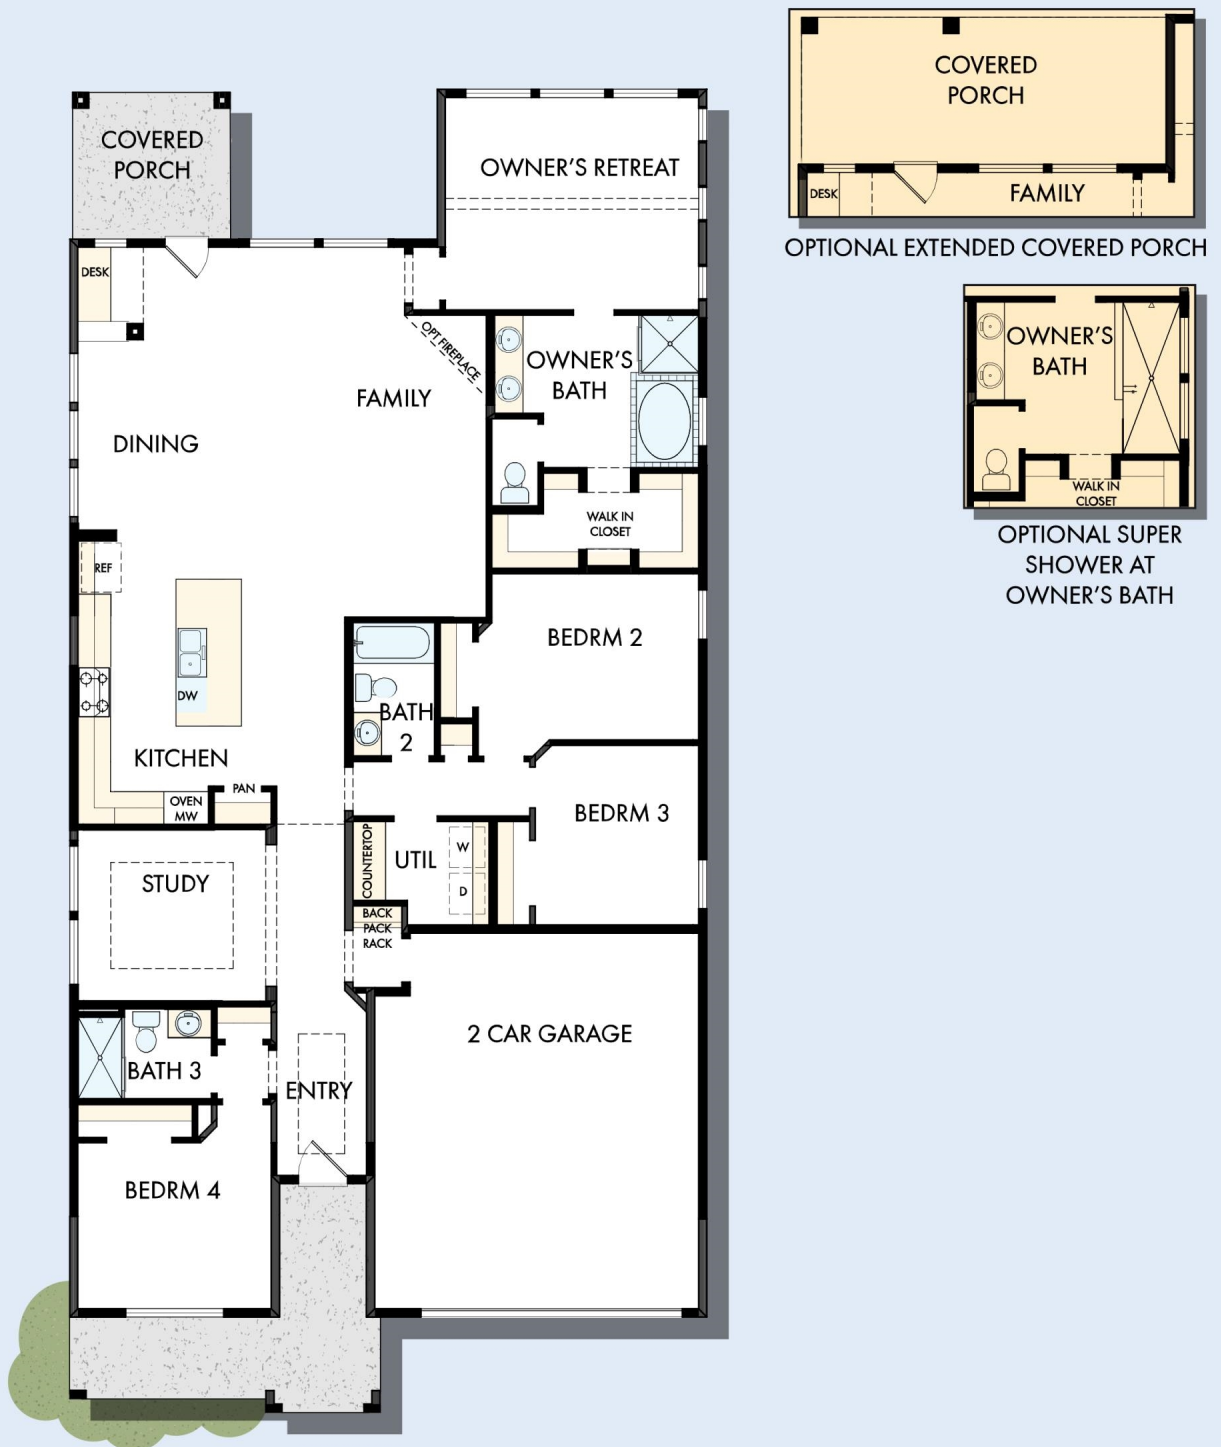 COVERED
PORCH
OWNER'S RETREAT
DESK
OPT FIREPLACE
OWNER'S
BATH
FAMILY
DINING
WALK IN
CLOSET
REF
BEDRM 2
DW
BATH
2
KITCHEN
PAN
OVEN
MW
BEDRM 3
COUNTERTOP
UTIL
W
D
STUDY
BACK
PACK
RACK
2 CAR GARAGE
BATH 3
ENTRY
BEDRM 4
COVERED
PORCH
DESK
FAMILY
OPTIONAL EXTENDED COVERED PORCH
OWNER'S
BATH
WALK IN
CLOSET
OPTIONAL SUPER
SHOWER AT
OWNER'S BATH